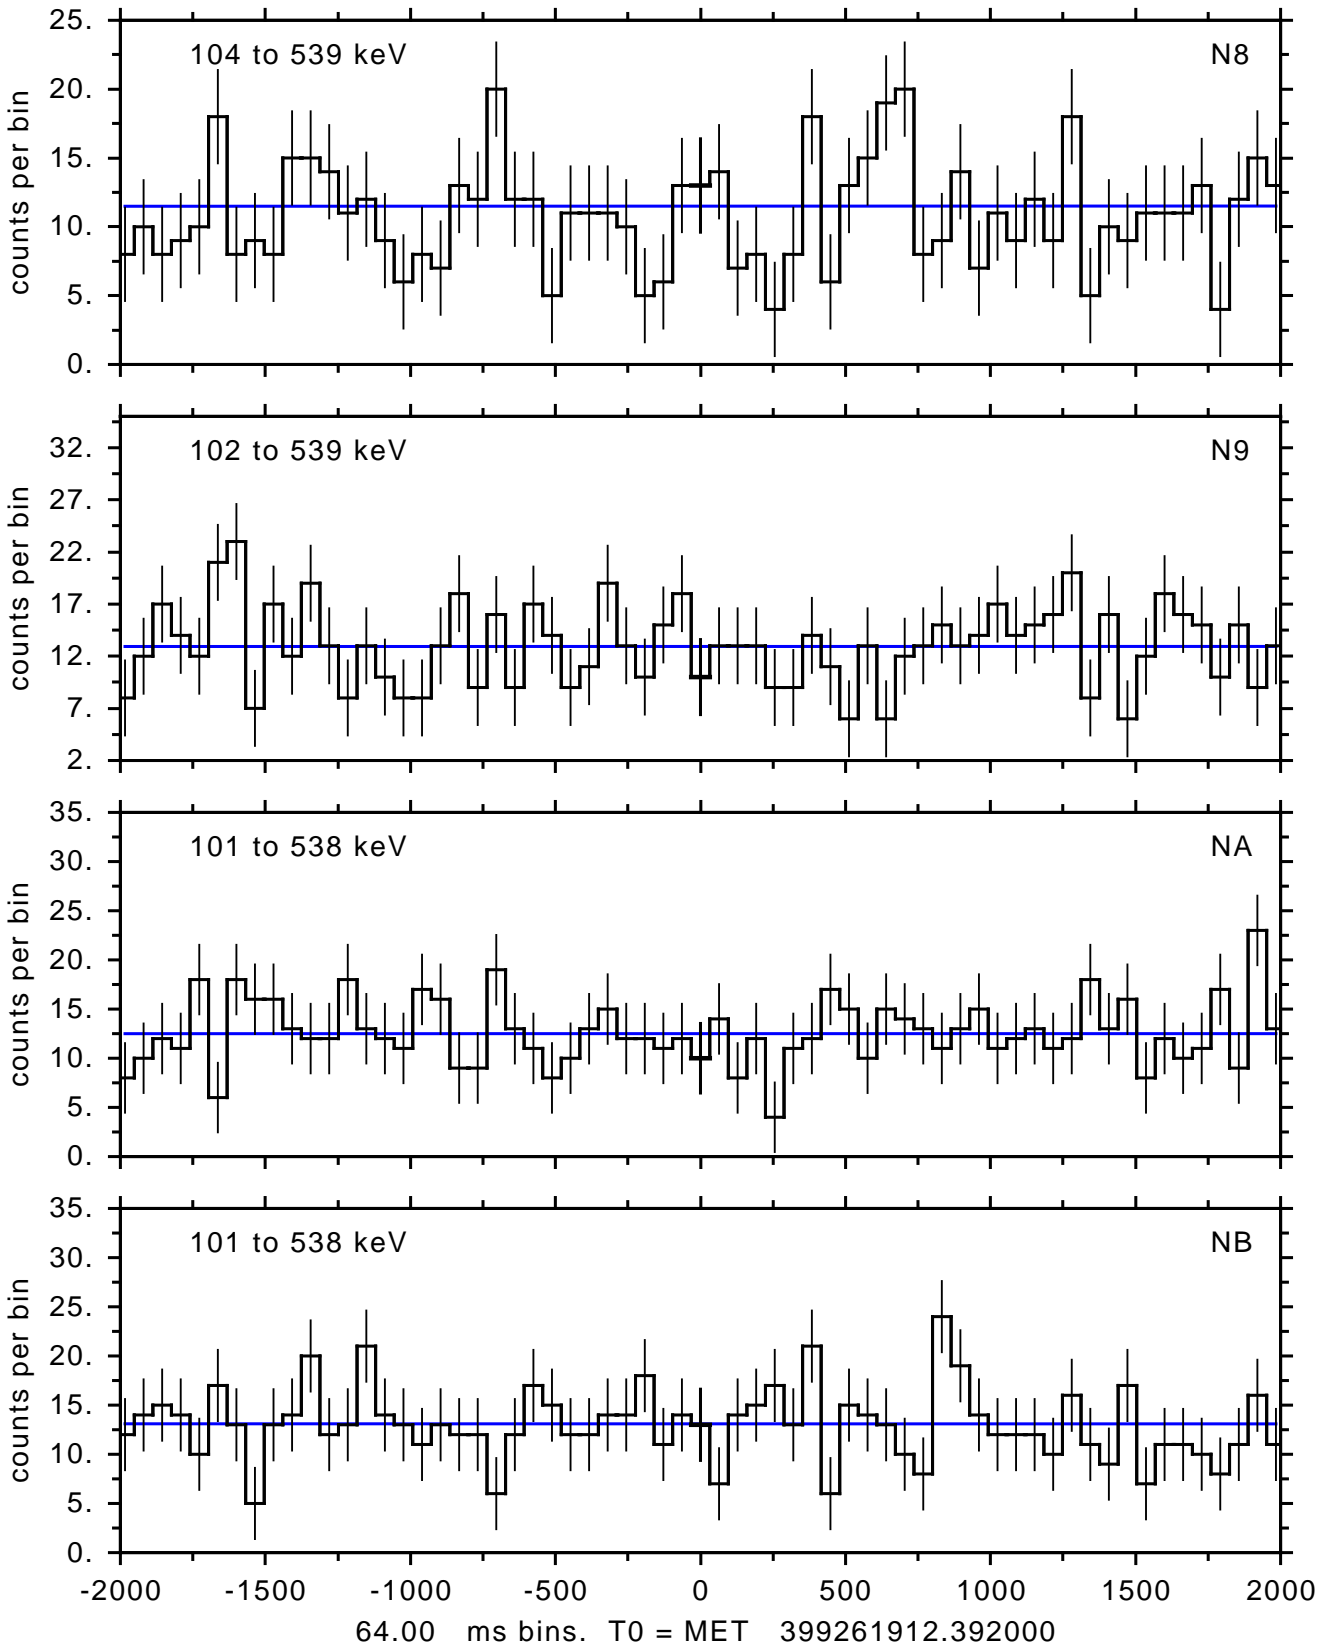 25.
104 to 539 keV N8
20.
15.
10.
5.
0.
counts per bin
32.
102 to 539 keV N9
27.
22.
17.
12.
7.
2.
counts per bin
35.
101 to 538 keV NA
30.
25.
20.
15.
10.
5.
0.
counts per bin
35.
101 to 538 keV NB
30.
25.
20.
15.
10.
5.
0.
counts per bin
-2000 -1500 -1000 -500 0 500 1000 1500 2000
64.00 ms bins. T0 = MET 399261912.392000